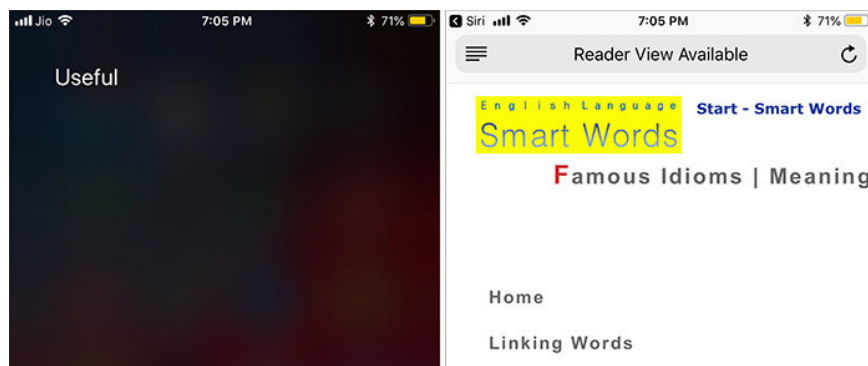 Jio 7:05 PM 71%
Useful
Siri 7:05 PM 71%
Reader View Available
English Language
Smart Words
Start - Smart Words
Famous Idioms | Meaning
Home
Linking Words